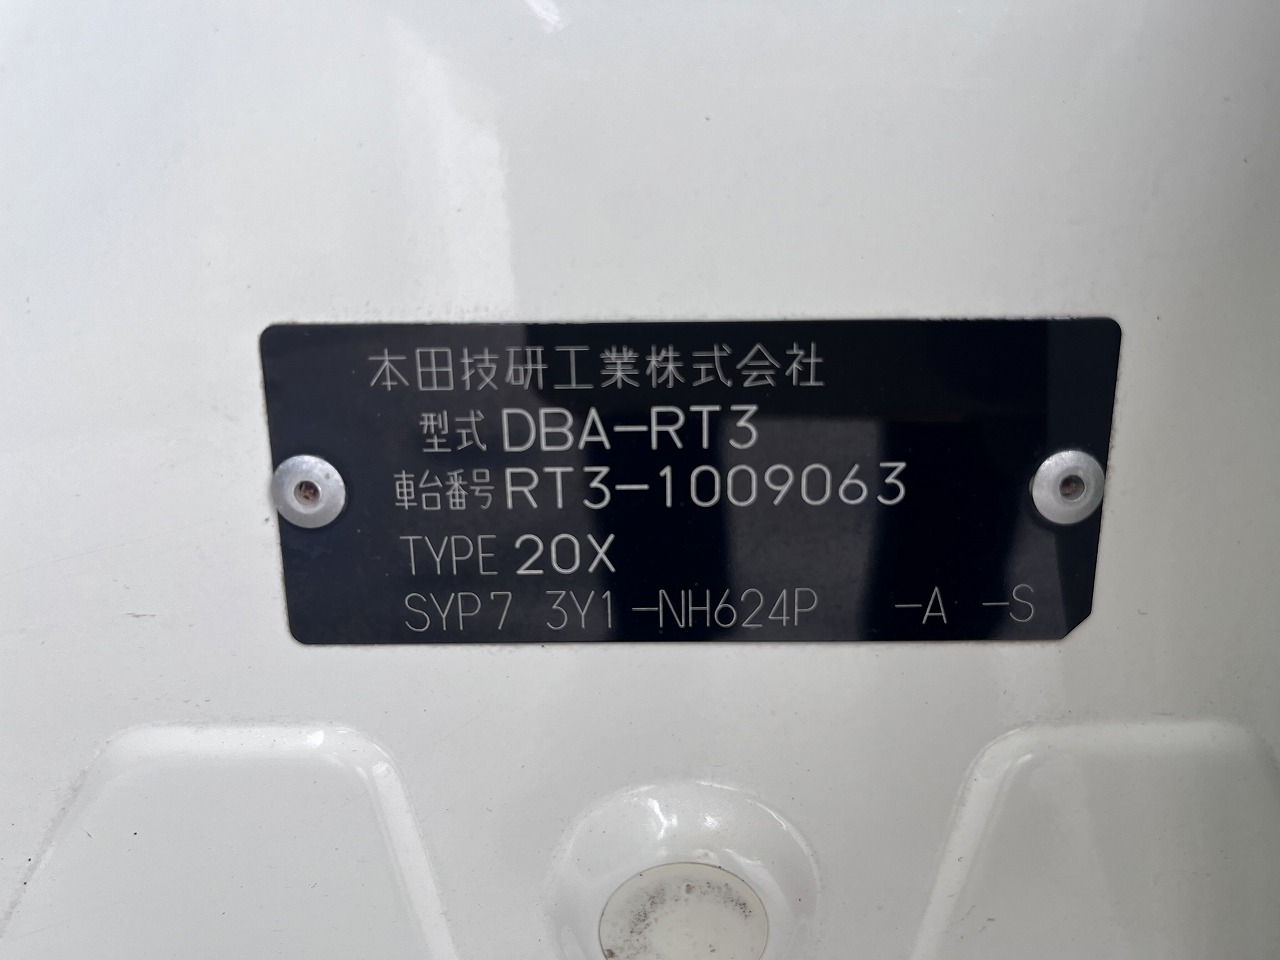 本田技研工業株式会社
型式 DBA-RT3
車台番号 RT3-1009063
TYPE 20X
SYP7 3Y1-NH624P -A -S